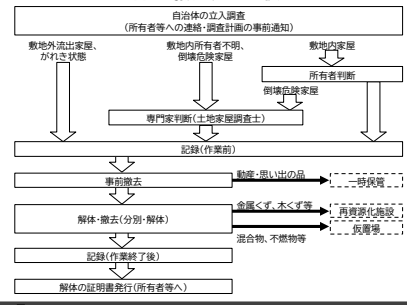 自治体の立入調査
(所有者等への連絡・調査計画の事前通知)
敷地外流出家屋、
がれき状態
敷地内所有者不明、
倒壊危険家屋
敷地内家屋
所有者判断
倒壊危険家屋
専門家判断(土地家屋調査士)
記録(作業前)
事前撤去
動産・思い出の品
一時保管
解体・撤去(分別・解体)
金属くず、木くず等
再資源化施設
仮置場
混合物、不燃物等
記録(作業終了後)
解体の証明書発行(所有者等へ)